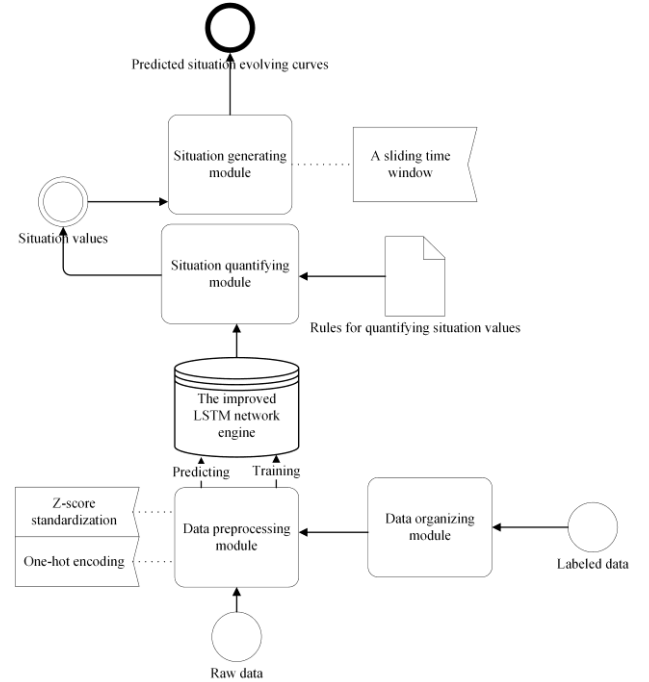 Predicted situation evolving curves
Situation generating
module
A sliding time
window
Situation values
Situation quantifying
module
Rules for quantifying situation values
The improved
LSTM network
engine
Predicting
Training
Z-score
standardization
One-hot encoding
Data preprocessing
module
Data organizing
module
Labeled data
Raw data